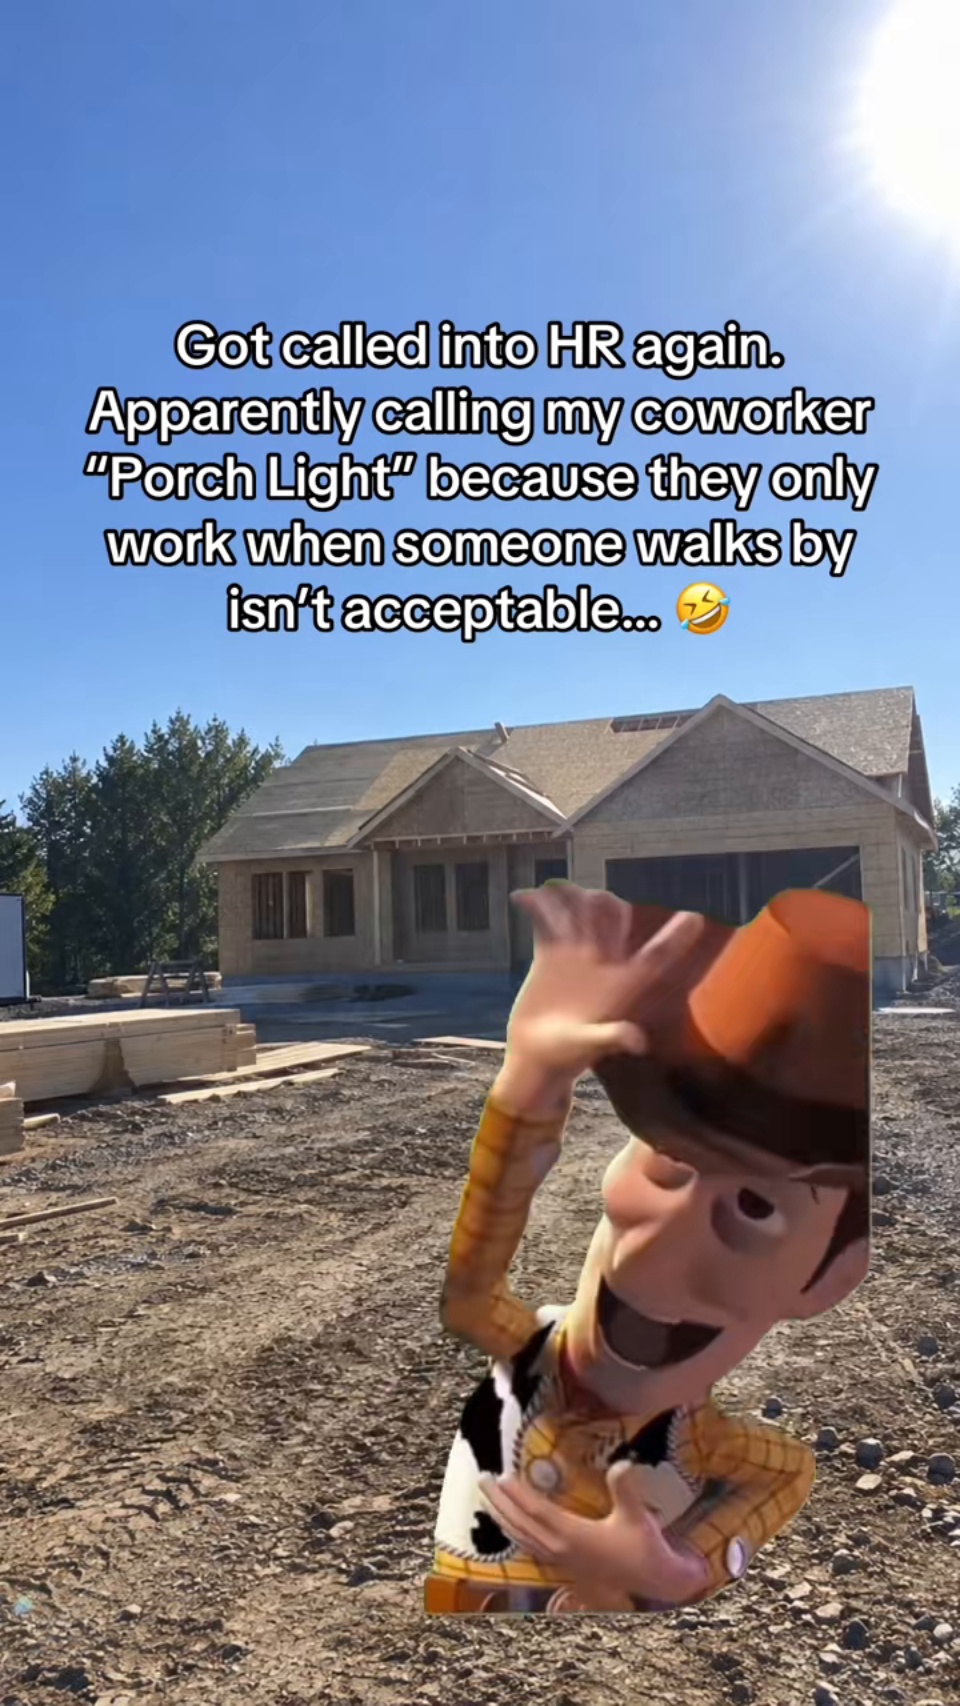 Got called into HR again.
Apparently calling my coworker
“Porch Light” because they only
work when someone walks by
isn’t acceptable... 🤣